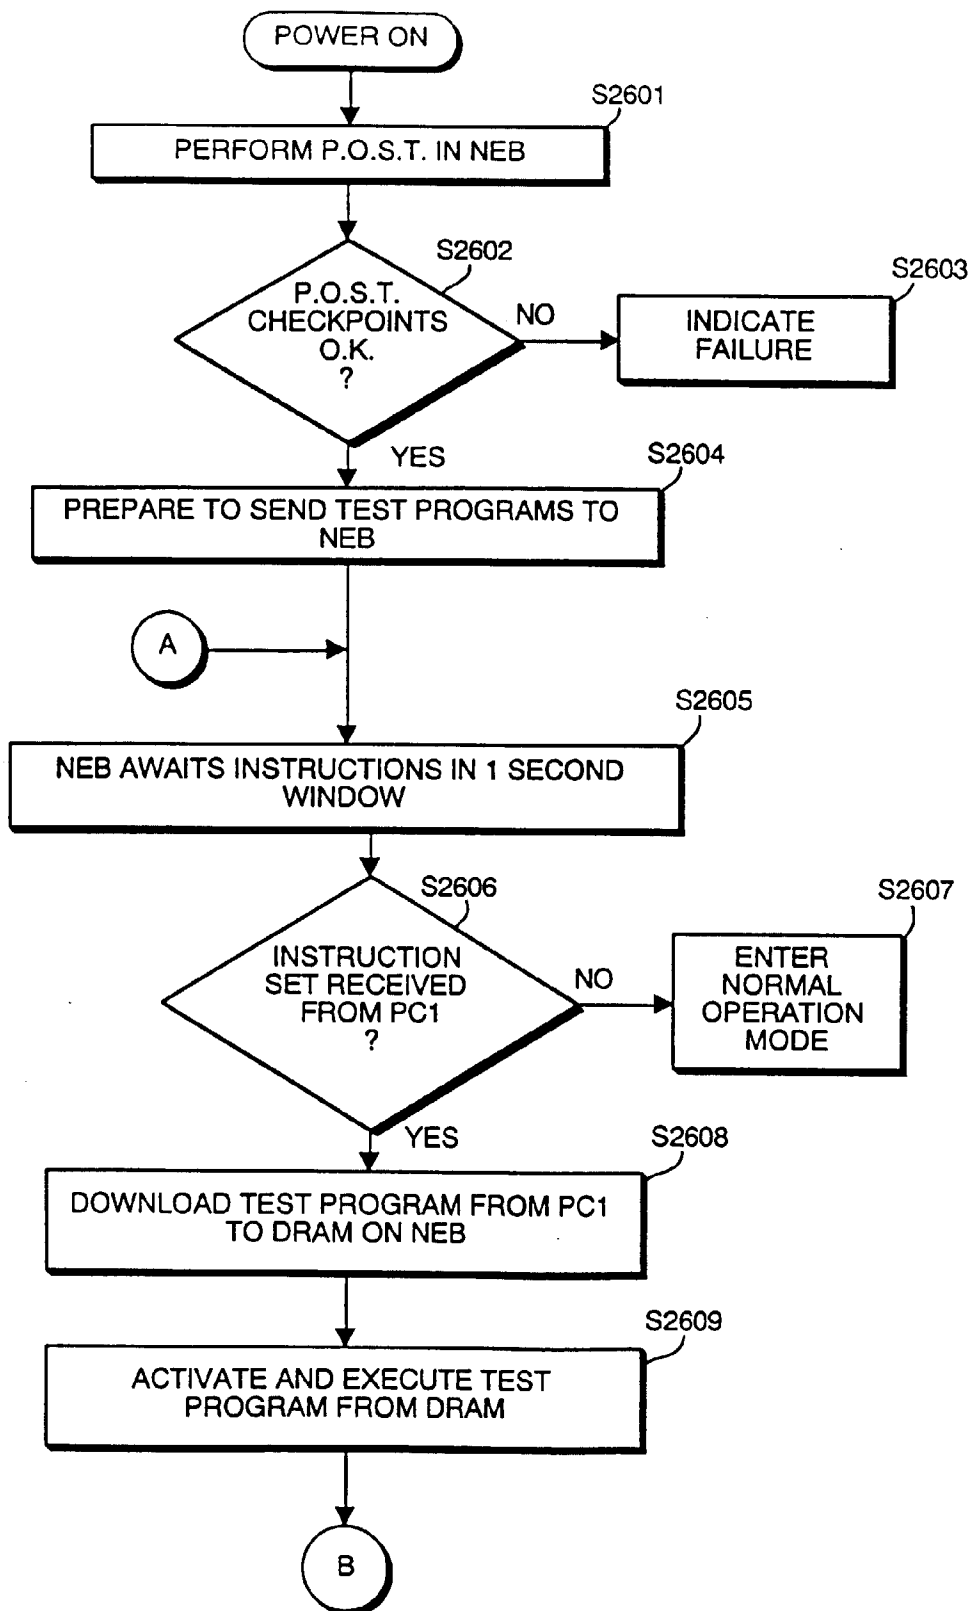 POWER ON
S2601
PERFORM P.O.S.T. IN NEB
S2602
P.O.S.T.
CHECKPOINTS
O.K.
?
NO
S2603
INDICATE
FAILURE
YES
S2604
PREPARE TO SEND TEST PROGRAMS TO
NEB
A
S2605
NEB AWAITS INSTRUCTIONS IN 1 SECOND
WINDOW
S2606
INSTRUCTION
SET RECEIVED
FROM PC1
?
NO
S2607
ENTER
NORMAL
OPERATION
MODE
YES
S2608
DOWNLOAD TEST PROGRAM FROM PC1
TO DRAM ON NEB
S2609
ACTIVATE AND EXECUTE TEST
PROGRAM FROM DRAM
B